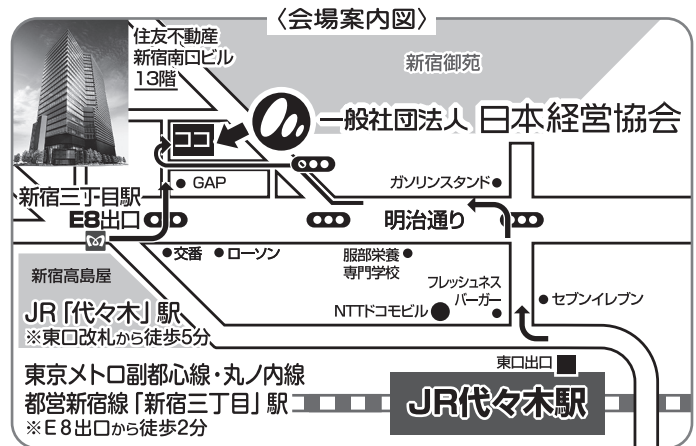 〈会場案内図〉
住友不動産
新宿南口ビル
13階
新宿御苑
一般社団法人 日本経営協会
ココ
GAP
ガソリンスタンド
新宿三丁目駅
E8出口
明治通り
交番
ローソン
服部栄養
専門学校
新宿高島屋
フレッシュネス
バーガー
NTTドコモビル
セブンイレブン
JR「代々木」駅
※東口改札から徒歩5分
東口出口
東京メトロ副都心線・丸ノ内線
都営新宿線「新宿三丁目」駅
※E8出口から徒歩2分
JR代々木駅